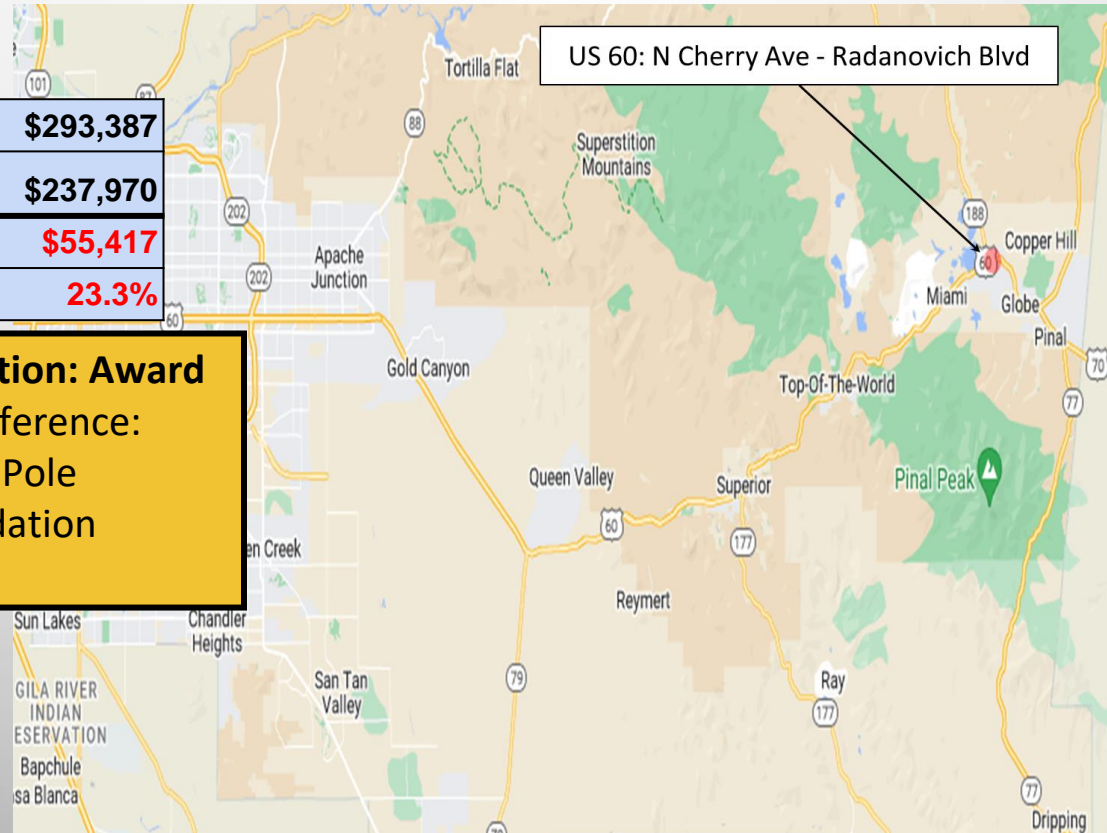 US 60: N Cherry Ave - Radanovich Blvd
$293,387
$237,970
$55,417
23.3%
tion: Award
ference:
Pole
dation
101
87
Tortilla Flat
88
Superstition
Mountains
202
202
Apache
Junction
60
188
Copper Hill
60
Miami
Globe
Pinal
70
77
Gold Canyon
Top-Of-The-World
Queen Valley
Superior
Pinal Peak
60
177
en Creek
Reymert
Sun Lakes
Chandler
Heights
79
San Tan
Valley
Ray
177
GILA RIVER
INDIAN
ESERVATION
Bapchule
sa Blanca
77
Dripping